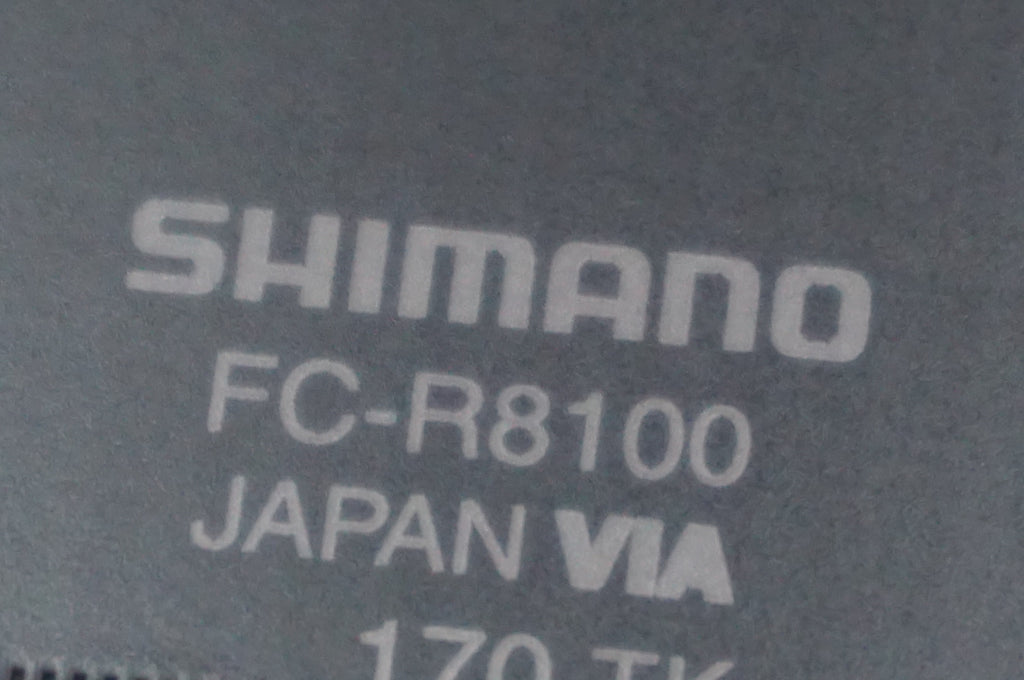 SHIMANO
FC-R8100
JAPAN VIA
170 TK